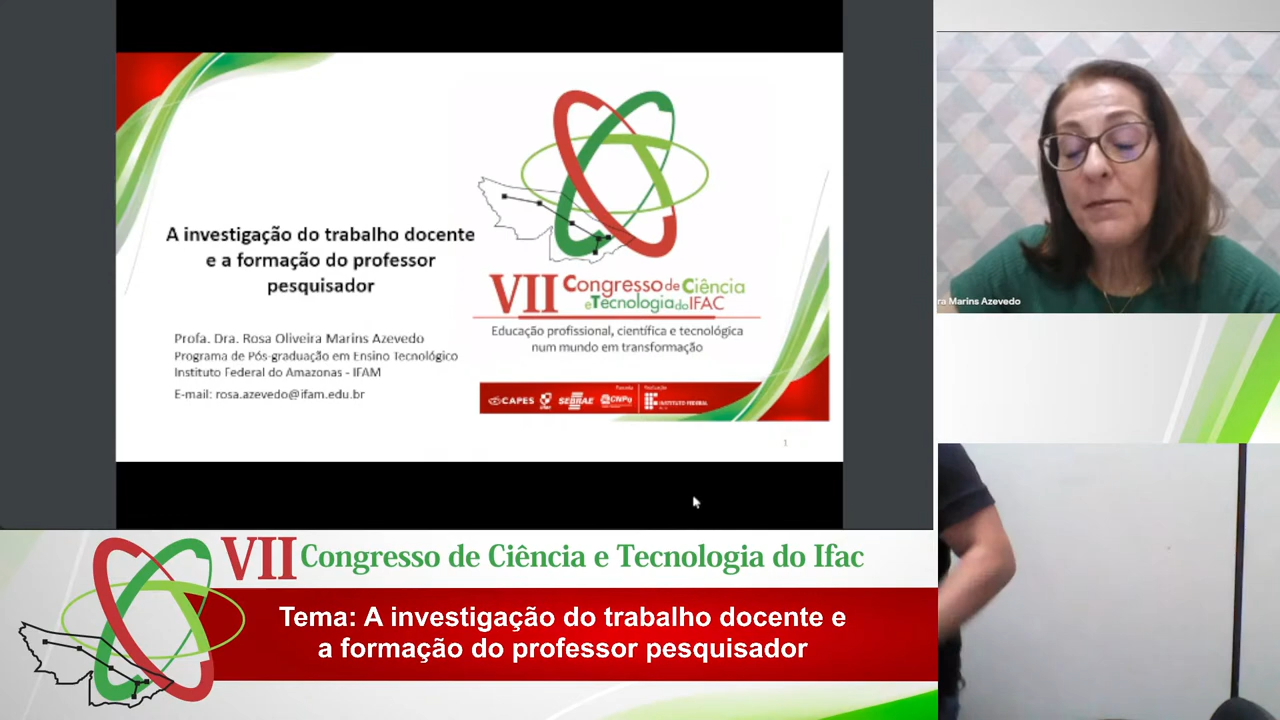 A investigação do trabalho docente
e a formação do professor
pesquisador
Profa. Dra. Rosa Oliveira Marins Azevedo
Programa de Pós-graduação em Ensino Tecnológico
Instituto Federal do Amazonas - IFAM
E-mail: rosa.azevedo@ifam.edu.br
VII Congresso de Ciência
e Tecnologia do IFAC
Educação profissional, científica e tecnológica
num mundo em transformação
CAPES
SEBRAE
CNPq
INSTITUTO FEDERAL
1
ra Marins Azevedo
VII Congresso de Ciência e Tecnologia do Ifac
Tema: A investigação do trabalho docente e
a formação do professor pesquisador